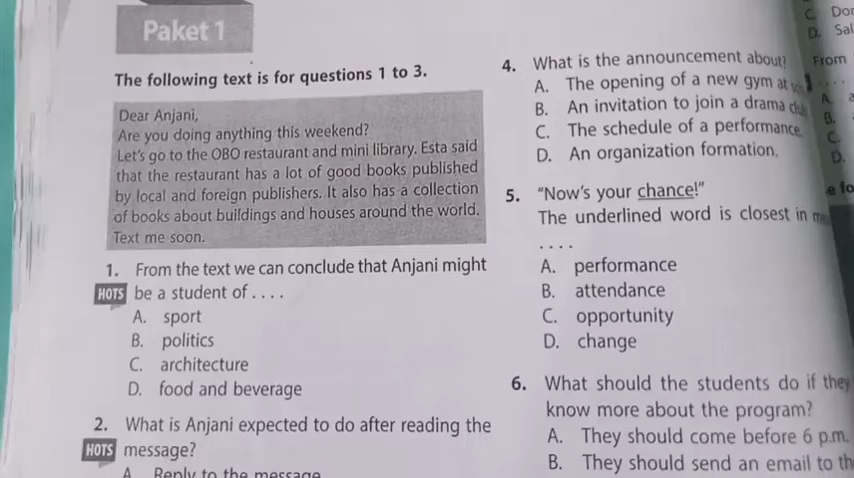 Paket 1
The following text is for questions 1 to 3.
Dear Anjani,
Are you doing anything this weekend?
Let's go to the OBO restaurant and mini library. Esta said
that the restaurant has a lot of good books published
by local and foreign publishers. It also has a collection
of books about buildings and houses around the world.
Text me soon.
1. From the text we can conclude that Anjani might
HOTS be a student of . . . .
A. sport
B. politics
C. architecture
D. food and beverage
2. What is Anjani expected to do after reading the
HOTS message?
A. Reply to the message
4. What is the announcement about?
A. The opening of a new gym at
B. An invitation to join a drama
C. The schedule of a performance.
D. An organization formation.
5. "Now's your chance!"
The underlined word is closest in
. . . .
A. performance
B. attendance
C. opportunity
D. change
6. What should the students do if they
know more about the program?
A. They should come before 6 p.m.
B. They should send an email to
C.
D.
From
A.
B.
C.
D.